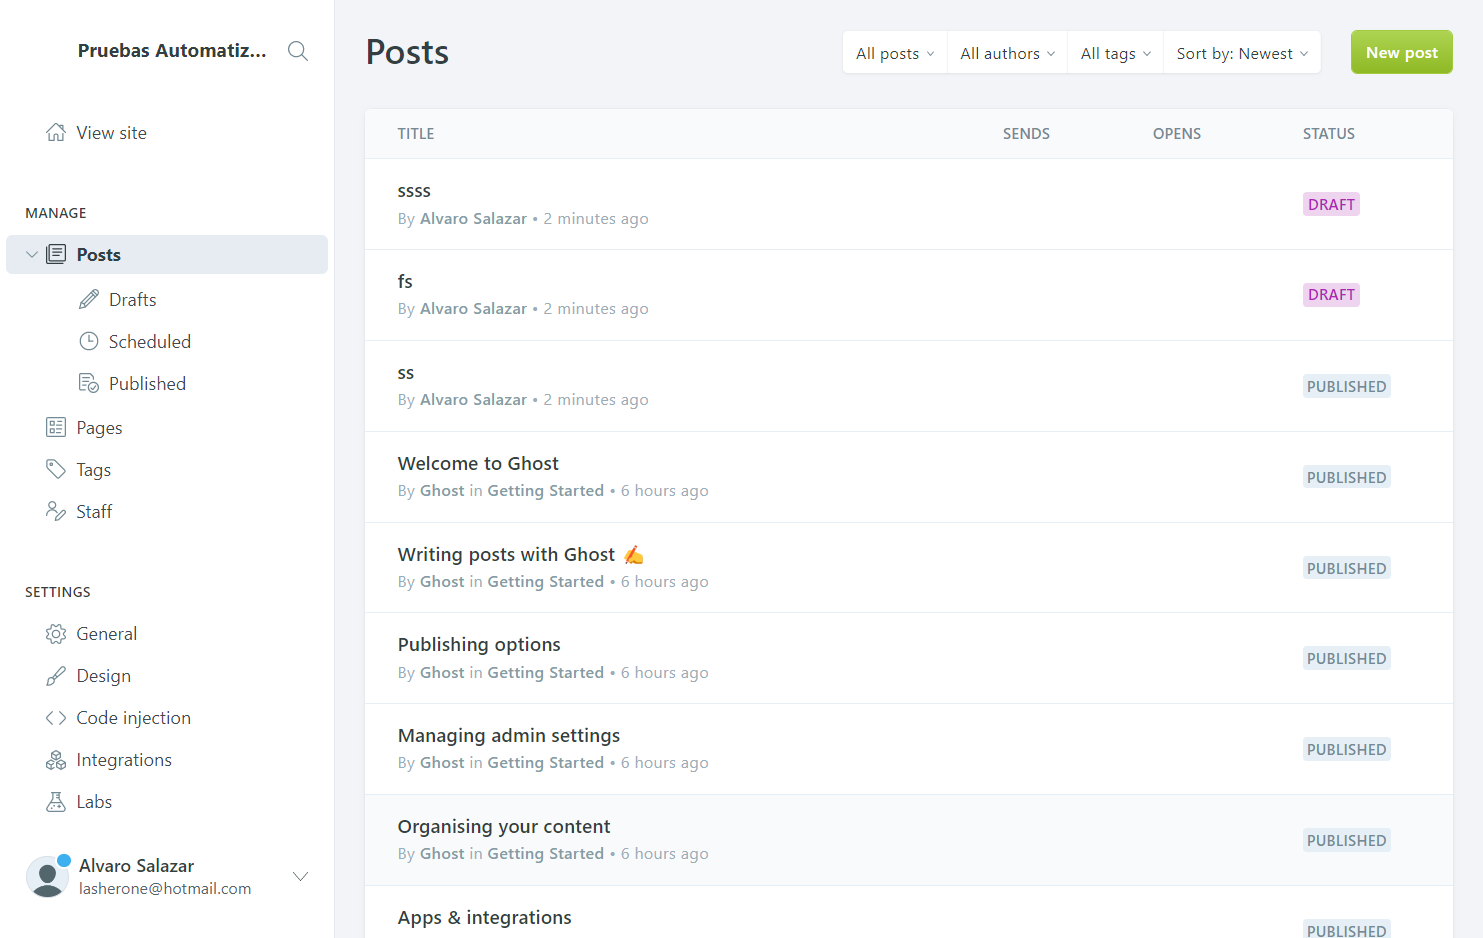 Pruebas Automatiz...
View site
MANAGE
Posts
Drafts
Scheduled
Published
Pages
Tags
Staff
SETTINGS
General
Design
Code injection
Integrations
Labs
Alvaro Salazar
lasherone@hotmail.com
Posts
All posts
All authors
All tags
Sort by: Newest
New post
TITLE SENDS OPENS STATUS
ssss
By Alvaro Salazar • 2 minutes ago
DRAFT
fs
By Alvaro Salazar • 2 minutes ago
DRAFT
ss
By Alvaro Salazar • 2 minutes ago
PUBLISHED
Welcome to Ghost
By Ghost in Getting Started • 6 hours ago
PUBLISHED
Writing posts with Ghost ✍️
By Ghost in Getting Started • 6 hours ago
PUBLISHED
Publishing options
By Ghost in Getting Started • 6 hours ago
PUBLISHED
Managing admin settings
By Ghost in Getting Started • 6 hours ago
PUBLISHED
Organising your content
By Ghost in Getting Started • 6 hours ago
PUBLISHED
Apps & integrations
PUBLISHED